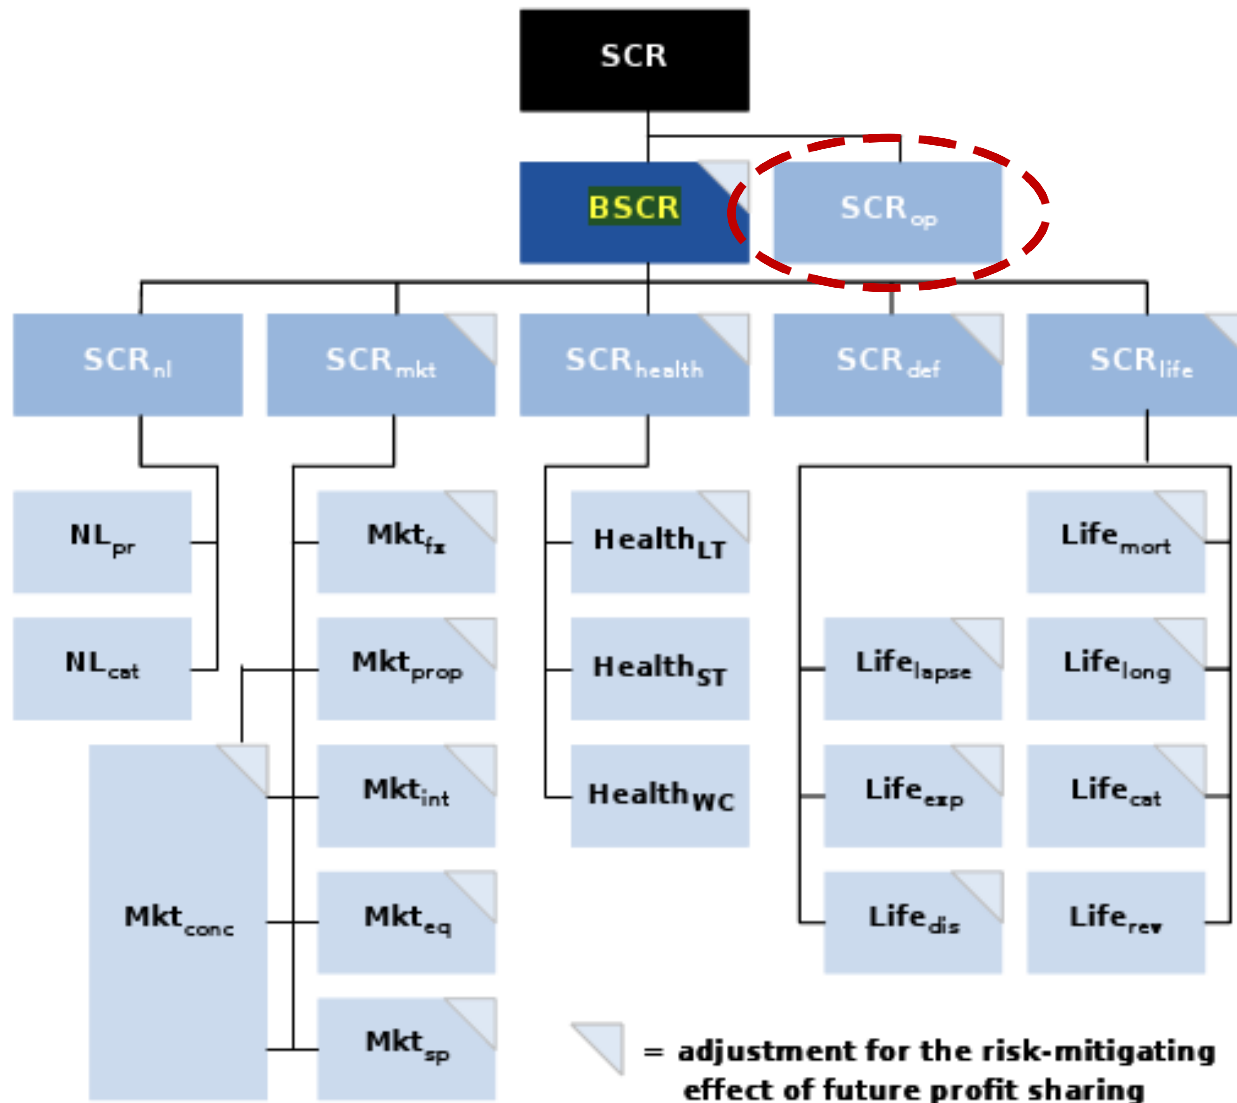 SCR
BSCR
SCRop
SCRnl
SCRmkt
SCRhealth
SCRdef
SCRlife
NLpr
Mktfx
HealthLT
Lifemort
NLcat
Mktprop
HealthST
Lifelapse
Lifelong
Mktconc
Mktint
HealthWC
Lifeexp
Lifecat
Mkteq
Lifedis
Liferev
Mktsp
= adjustment for the risk-mitigating
effect of future profit sharing